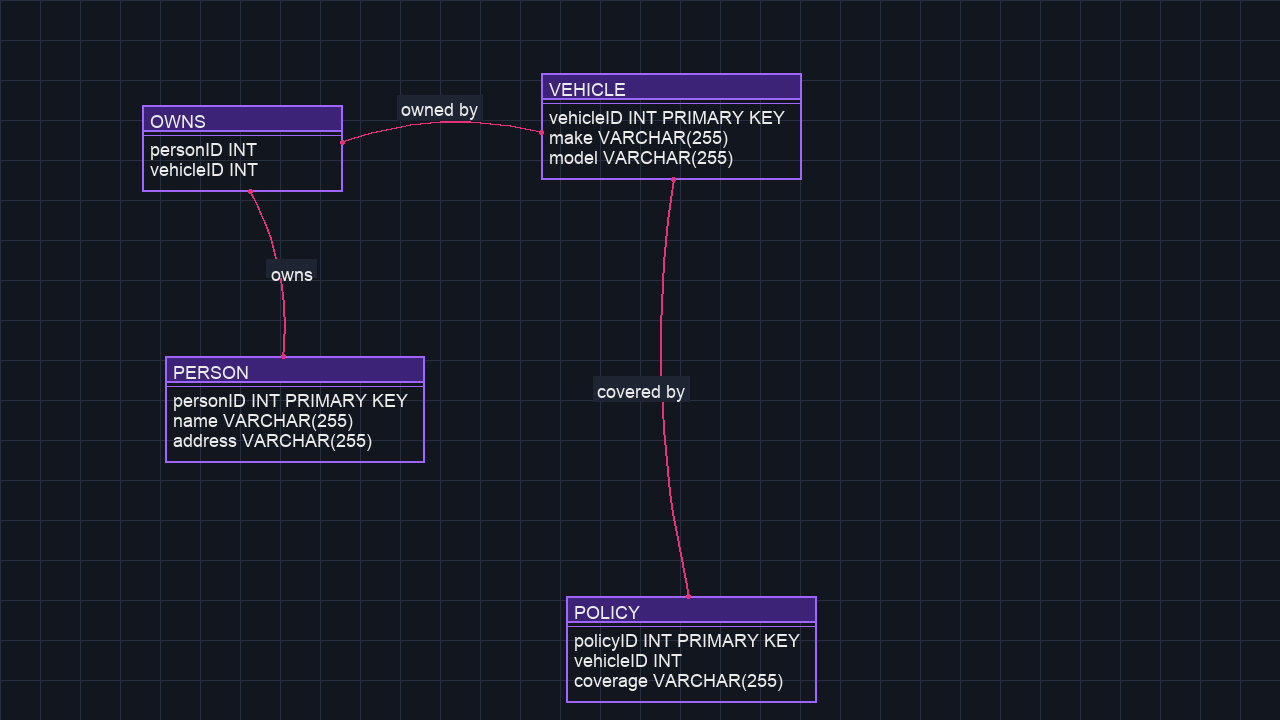 OWNS
personID INT
vehicleID INT
owned by
VEHICLE
vehicleID INT PRIMARY KEY
make VARCHAR(255)
model VARCHAR(255)
owns
PERSON
personID INT PRIMARY KEY
name VARCHAR(255)
address VARCHAR(255)
covered by
POLICY
policyID INT PRIMARY KEY
vehicleID INT
coverage VARCHAR(255)